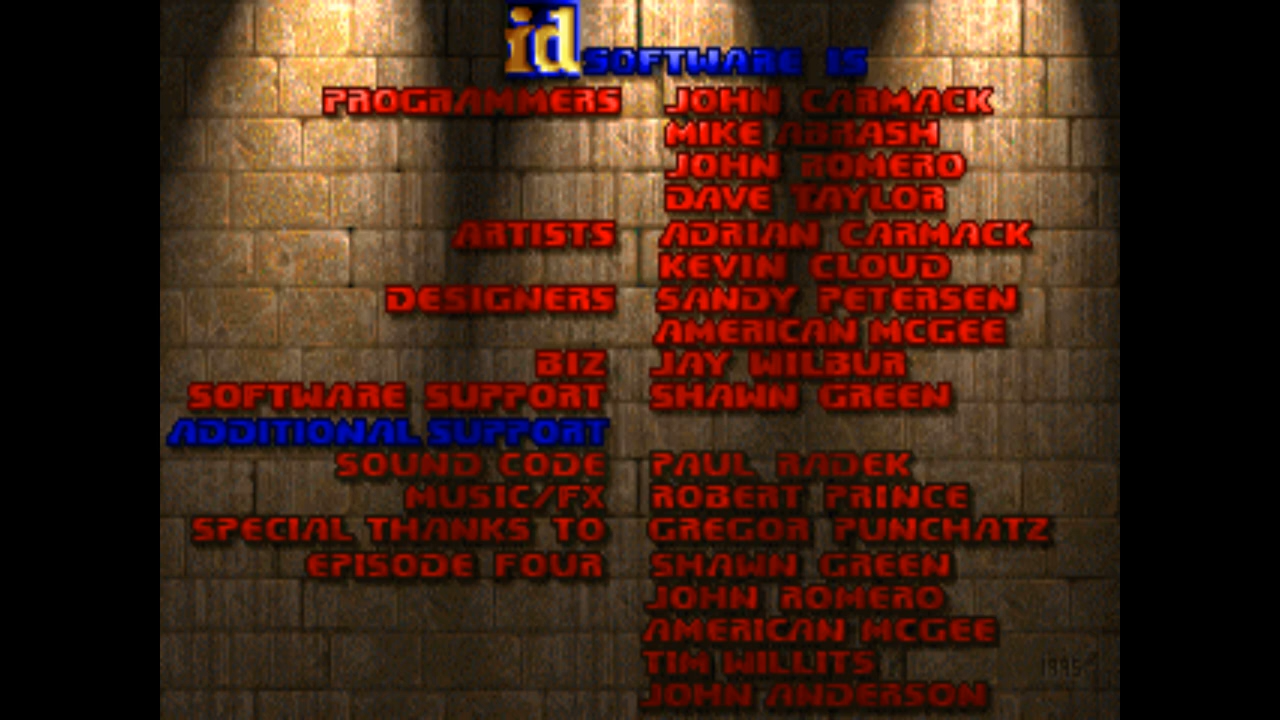 id SOFTWARE IS
PROGRAMMERS JOHN CARMACK
MIKE ABRASH
JOHN ROMERO
DAVE TAYLOR
ARTISTS ADRIAN CARMACK
KEVIN CLOUD
DESIGNERS SANDY PETERSEN
AMERICAN MCGEE
BIZ JAY WILBUR
SOFTWARE SUPPORT SHAWN GREEN
ADDITIONAL SUPPORT
SOUND CODE PAUL RADEK
MUSIC/FX ROBERT PRINCE
SPECIAL THANKS TO GREGOR PUNCHATZ
EPISODE FOUR SHAWN GREEN
JOHN ROMERO
AMERICAN MCGEE
TIM WILLITS
1995
JOHN ANDERSON